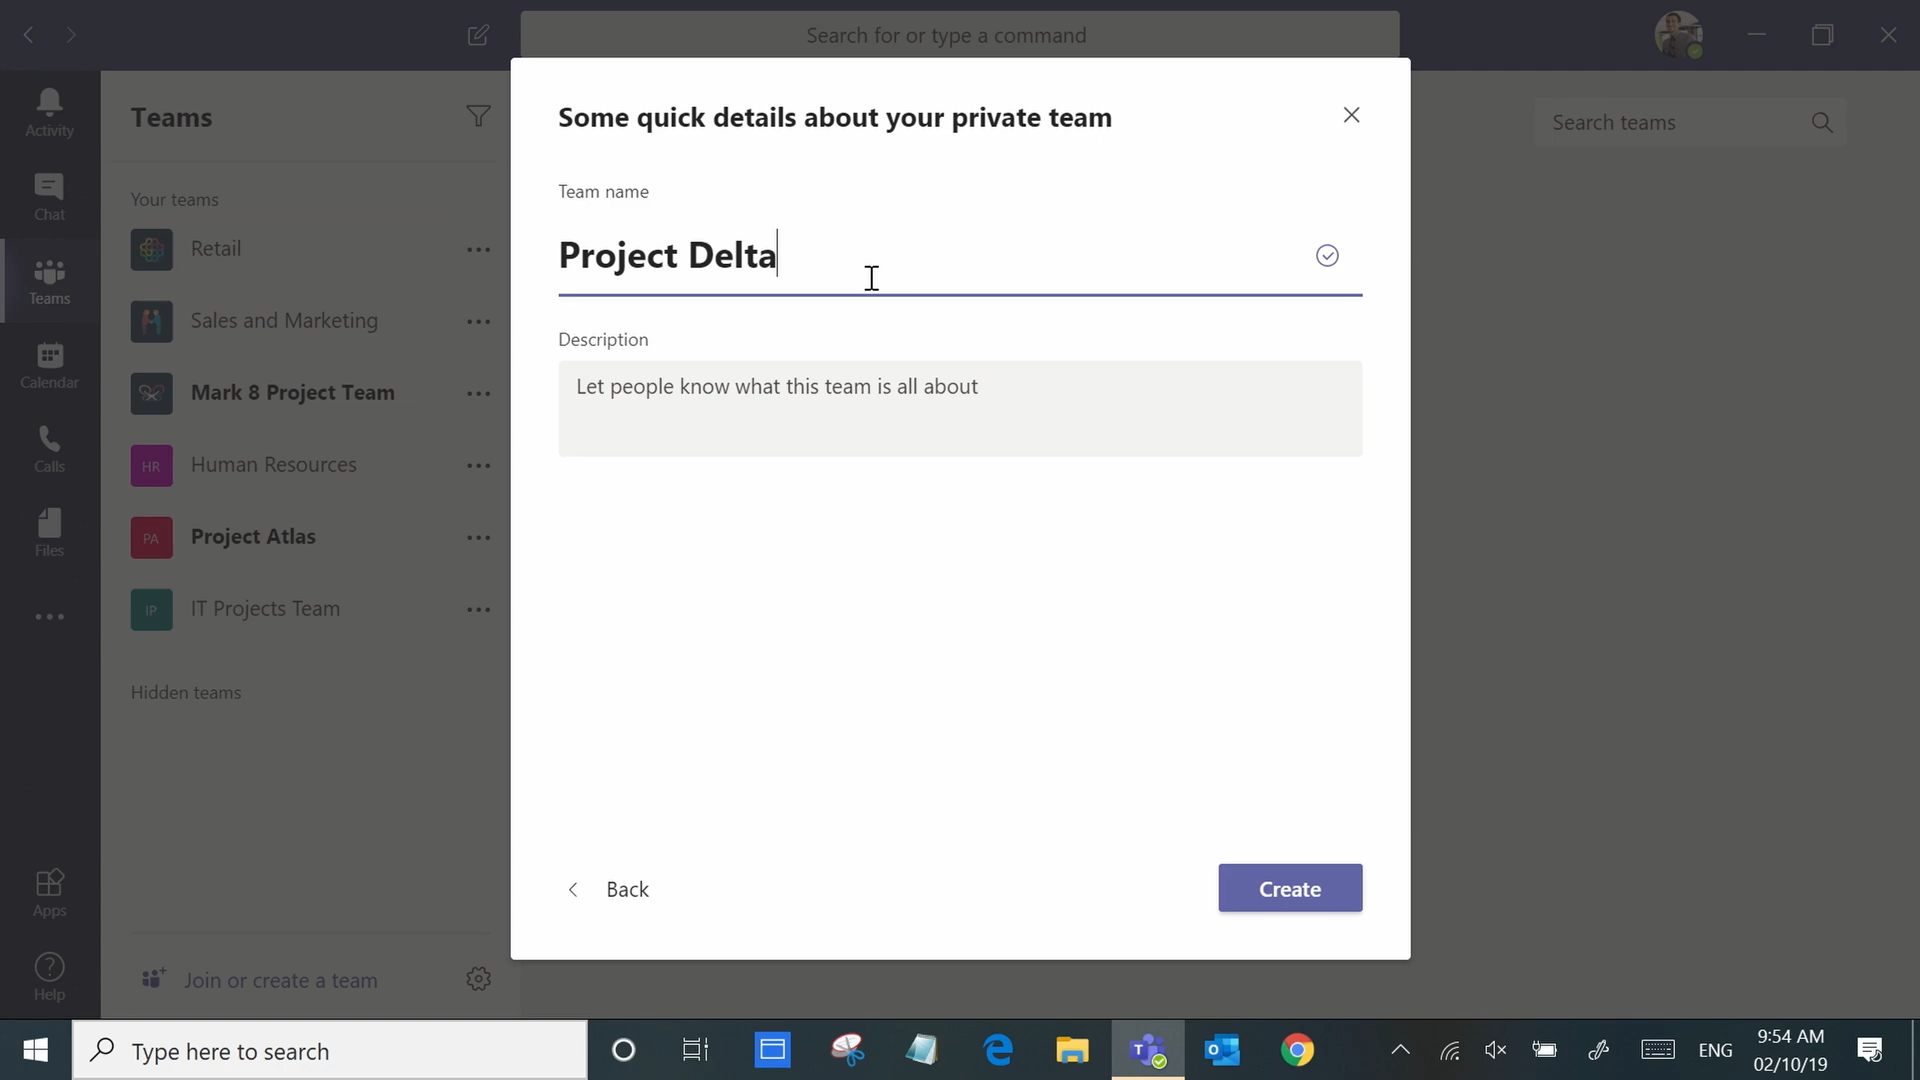 Search for or type a command
Activity
Chat
Teams
Calendar
Calls
Files
Apps
Help
Teams
Your teams
Retail
Sales and Marketing
Mark 8 Project Team
HR
Human Resources
PA
Project Atlas
IP
IT Projects Team
Hidden teams
Join or create a team
Some quick details about your private team
Team name
Project Delta
Description
Let people know what this team is all about
Back
Create
Search teams
Type here to search
ENG
9:54 AM
02/10/19